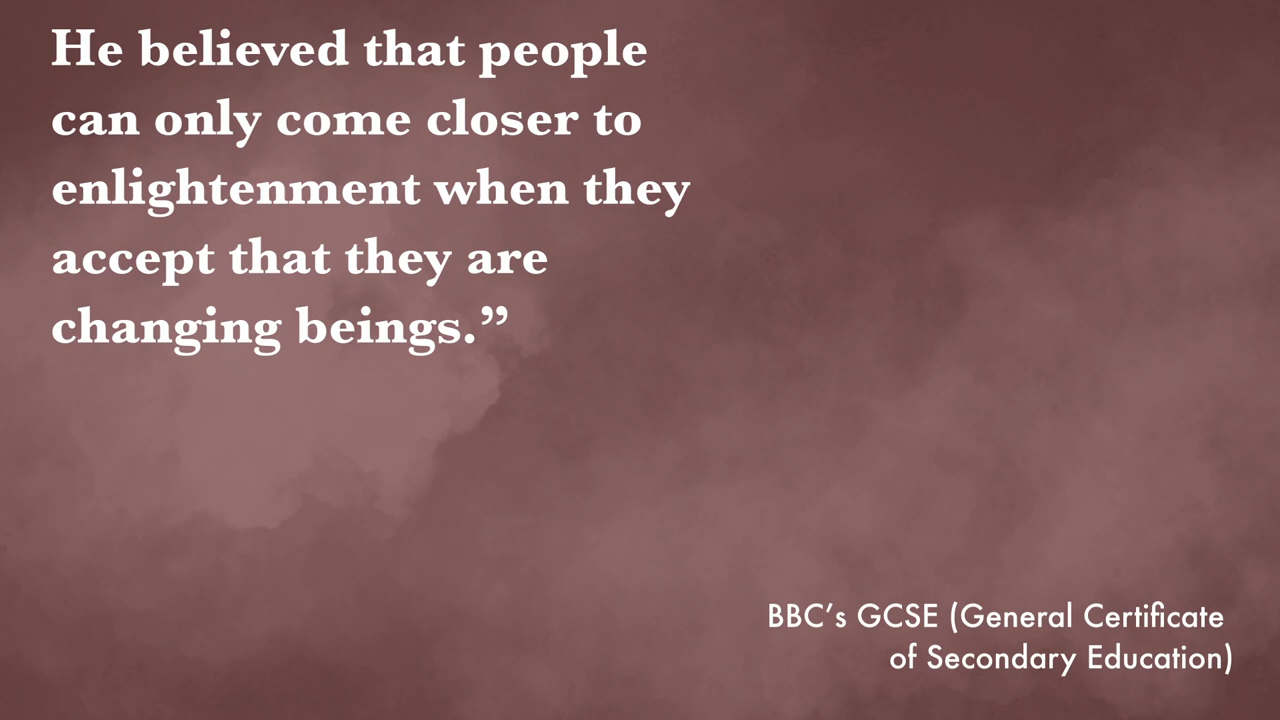 He believed that people
can only come closer to
enlightenment when they
accept that they are
changing beings.”
BBC’s GCSE (General Certificate
of Secondary Education)